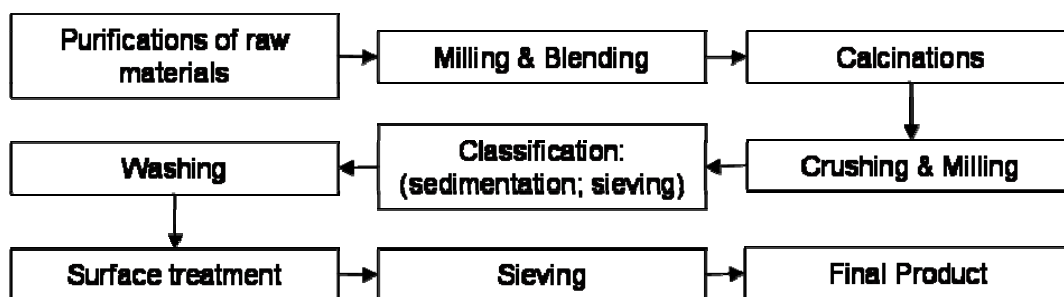 Purifications of raw
materials
Milling & Blending
Calcinations
Crushing & Milling
Classification:
(sedimentation; sieving)
Washing
Surface treatment
Sieving
Final Product